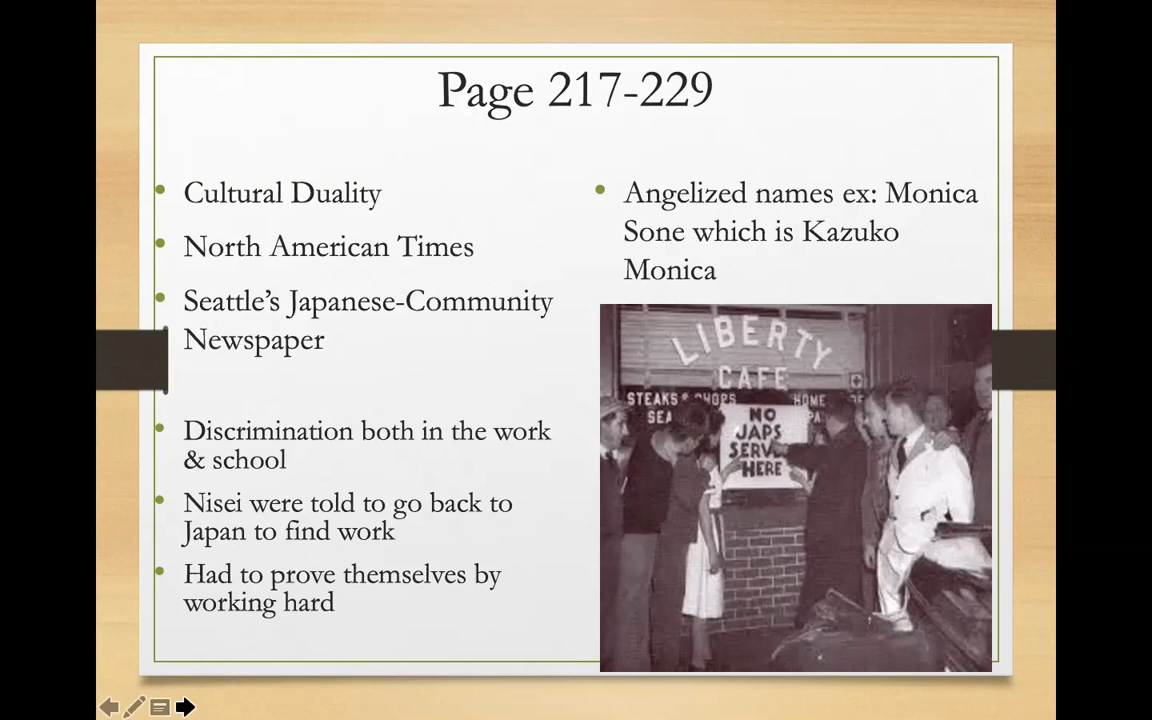 Page 217-229
Cultural Duality
North American Times
Seattle's Japanese-Community
Newspaper
Discrimination both in the work
& school
Nisei were told to go back to
Japan to find work
Had to prove themselves by
working hard
Angelized names ex: Monica
Sone which is Kazuko
Monica
LIBERTY
CAFE
STEAKS & CHOPS HOME
SEA
NO
JAPS
SERVE
HERE